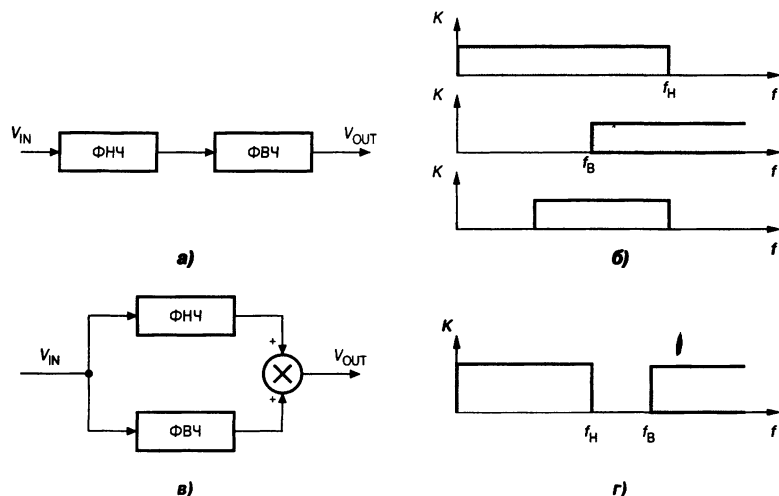 V_IN ФНЧ ФВЧ V_OUT
а)
K
f_Н f
K
f_В f
K
f
б)
V_IN ФНЧ V_OUT
+
+
ФВЧ
в)
K
f_Н f_В f
г)